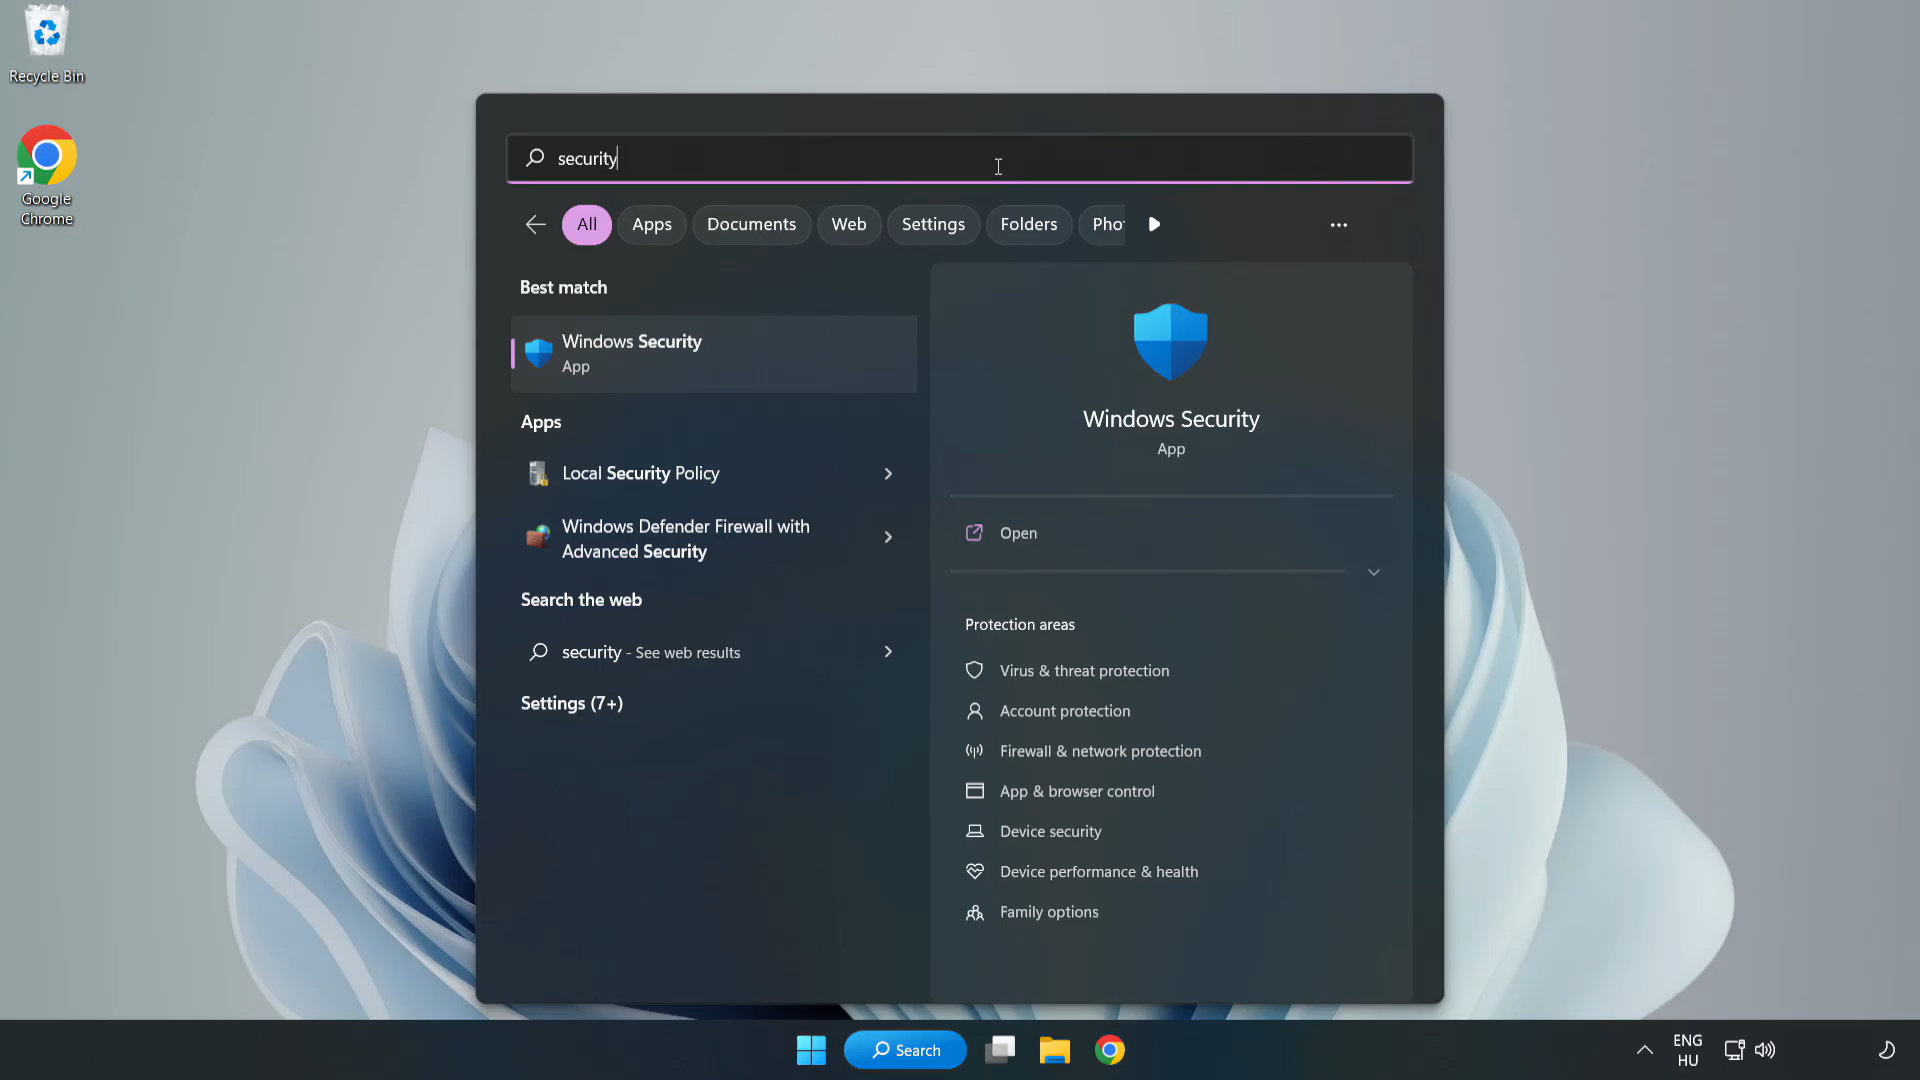 Recycle Bin
Google
Chrome
security
All
Apps
Documents
Web
Settings
Folders
Best match
Windows Security
App
Apps
Local Security Policy
Windows Defender Firewall with
Advanced Security
Search the web
security - See web results
Settings (7+)
Windows Security
App
Open
Protection areas
Virus & threat protection
Account protection
Firewall & network protection
App & browser control
Device security
Device performance & health
Family options
Search
ENG
HU